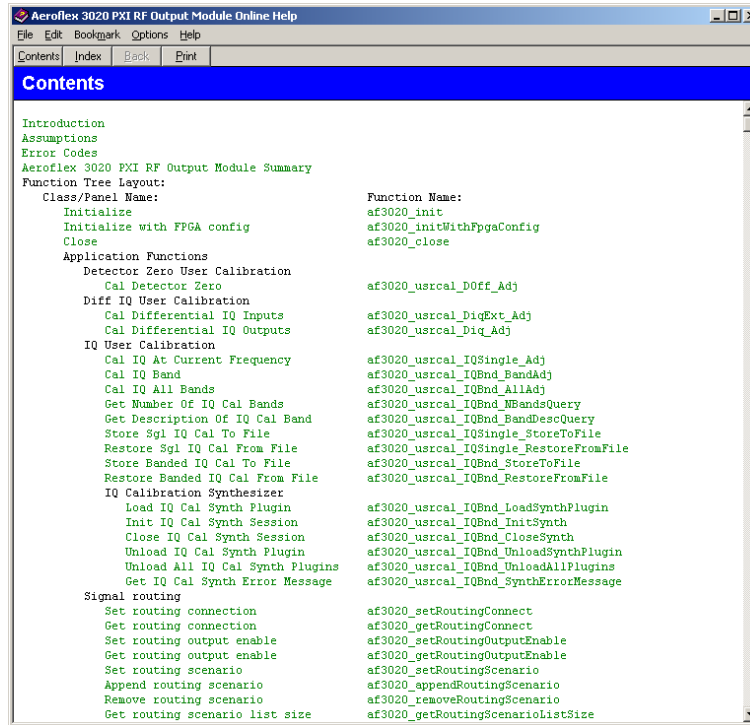 Aeroflex 3020 PXI RF Output Module Online Help
File Edit Bookmark Options Help
Contents Index Back Print
Contents
Introduction
Assumptions
Error Codes
Aeroflex 3020 PXI RF Output Module Summary
Function Tree Layout:
Class/Panel Name: Function Name:
Initialize af3020_init
Initialize with FPGA config af3020_initWithFpgaConfig
Close af3020_close
Application Functions
Detector Zero User Calibration
Cal Detector Zero af3020_usrcal_DOff_Adj
Diff IQ User Calibration
Cal Differential IQ Inputs af3020_usrcal_DiqExt_Adj
Cal Differential IQ Outputs af3020_usrcal_Diq_Adj
IQ User Calibration
Cal IQ At Current Frequency af3020_usrcal_IQSingle_Adj
Cal IQ Band af3020_usrcal_IQBnd_BandAdj
Cal IQ All Bands af3020_usrcal_IQBnd_AllAdj
Get Number Of IQ Cal Bands af3020_usrcal_IQBnd_NBandsQuery
Get Description Of IQ Cal Band af3020_usrcal_IQBnd_BandDescQuery
Store Sgl IQ Cal To File af3020_usrcal_IQSingle_StoreToFile
Restore Sgl IQ Cal From File af3020_usrcal_IQSingle_RestoreFromFile
Store Banded IQ Cal To File af3020_usrcal_IQBnd_StoreToFile
Restore Banded IQ Cal From File af3020_usrcal_IQBnd_RestoreFromFile
IQ Calibration Synthesizer
Load IQ Cal Synth Plugin af3020_usrcal_IQBnd_LoadSynthPlugin
Init IQ Cal Synth Session af3020_usrcal_IQBnd_InitSynth
Close IQ Cal Synth Session af3020_usrcal_IQBnd_CloseSynth
Unload IQ Cal Synth Plugin af3020_usrcal_IQBnd_UnloadSynthPlugin
Unload All IQ Cal Synth Plugins af3020_usrcal_IQBnd_UnloadAllPlugins
Get IQ Cal Synth Error Message af3020_usrcal_IQBnd_SynthErrorMessage
Signal routing
Set routing connection af3020_setRoutingConnect
Get routing connection af3020_getRoutingConnect
Set routing output enable af3020_setRoutingOutputEnable
Get routing output enable af3020_getRoutingOutputEnable
Set routing scenario af3020_setRoutingScenario
Append routing scenario af3020_appendRoutingScenario
Remove routing scenario af3020_removeRoutingScenario
Get routing scenario list size af3020_getRoutingScenarioListSize